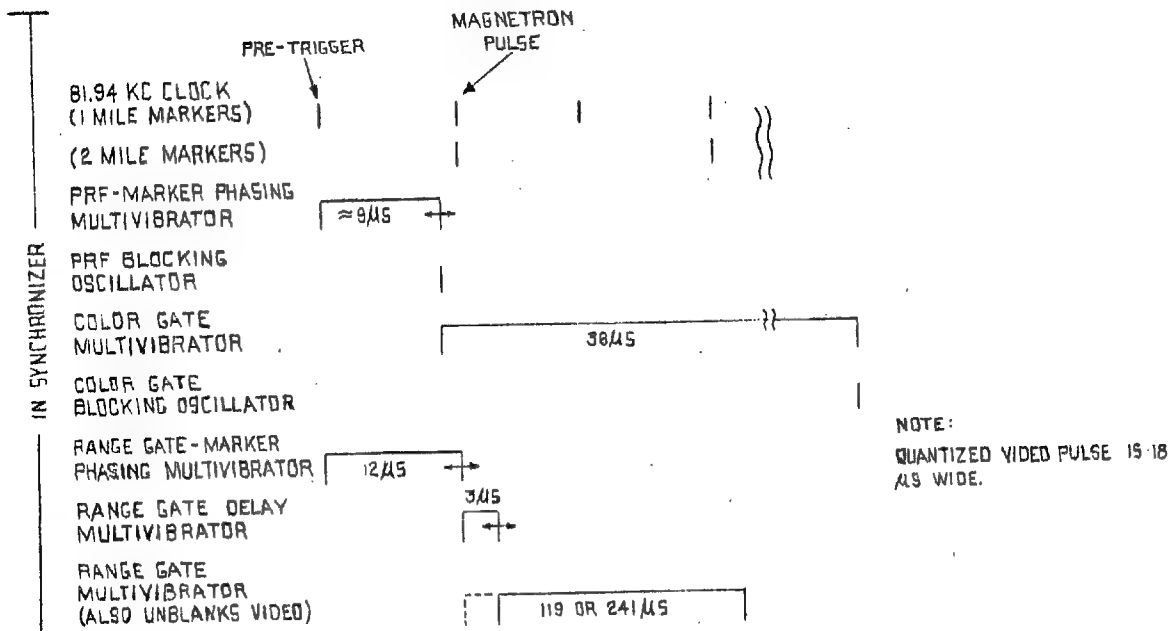 MAGNETRON
PULSE
PRE-TRIGGER
81.94 KC CLOCK
(1 MILE MARKERS)
(2 MILE MARKERS)
PRF-MARKER PHASING
MULTIVIBRATOR
≈9µS
PRF BLOCKING
OSCILLATOR
COLOR GATE
MULTIVIBRATOR
38µS
COLOR GATE
BLOCKING OSCILLATOR
RANGE GATE-MARKER
PHASING MULTIVIBRATOR
12µS
3µS
RANGE GATE DELAY
MULTIVIBRATOR
RANGE GATE
MULTIVIBRATOR
(ALSO UNBLANKS VIDEO)
119 OR 241µS
IN SYNCHRONIZER
NOTE:
QUANTIZED VIDEO PULSE IS 18
µS WIDE.